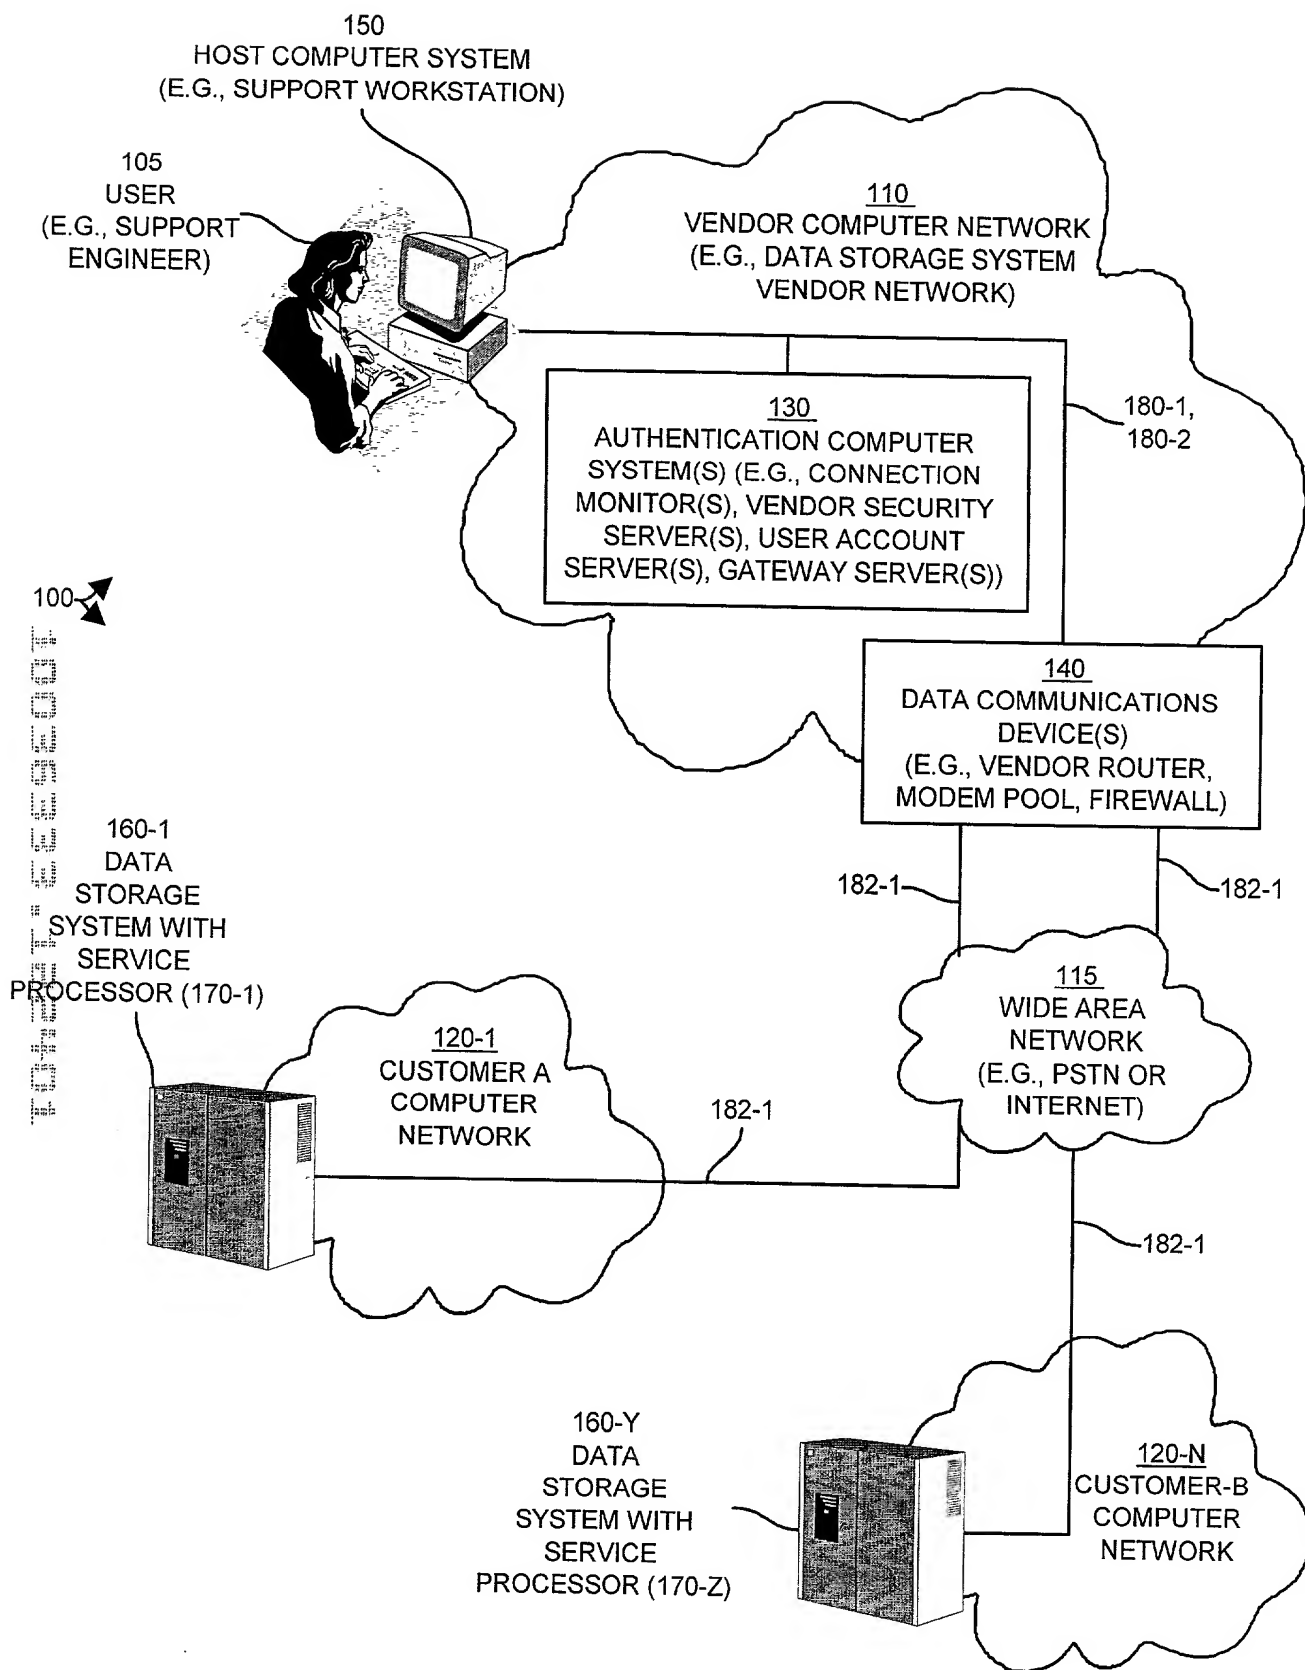 150
HOST COMPUTER SYSTEM
(E.G., SUPPORT WORKSTATION)
105
USER
(E.G., SUPPORT
ENGINEER)
110
VENDOR COMPUTER NETWORK
(E.G., DATA STORAGE SYSTEM
VENDOR NETWORK)
130
AUTHENTICATION COMPUTER
SYSTEM(S) (E.G., CONNECTION
MONITOR(S), VENDOR SECURITY
SERVER(S), USER ACCOUNT
SERVER(S), GATEWAY SERVER(S))
180-1,
180-2
100
10036333.122401
140
DATA COMMUNICATIONS
DEVICE(S)
(E.G., VENDOR ROUTER,
MODEM POOL, FIREWALL)
182-1
182-1
160-1
DATA
STORAGE
SYSTEM WITH
SERVICE
PROCESSOR (170-1)
115
WIDE AREA
NETWORK
(E.G., PSTN OR
INTERNET)
120-1
CUSTOMER A
COMPUTER
NETWORK
182-1
182-1
160-Y
DATA
STORAGE
SYSTEM WITH
SERVICE
PROCESSOR (170-Z)
120-N
CUSTOMER-B
COMPUTER
NETWORK